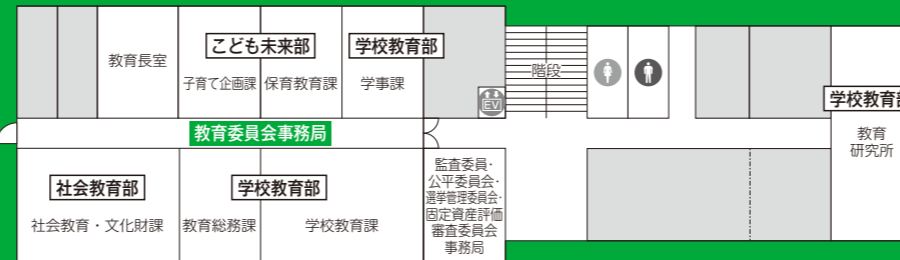 教育長室
こども未来部
子育て企画課
保育教育課
学校教育部
学事課
EV
階段
学校教育部
教育
研究所
教育委員会事務局
社会教育部
社会教育・文化財課
学校教育部
教育総務課
学校教育課
監査委員・
公平委員会・
選挙管理委員会・
固定資産評価
審査委員会
事務局